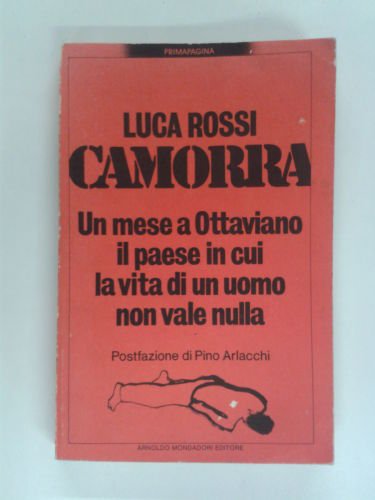 PRIMAPAGINA
LUCA ROSSI
CAMORRA
Un mese a Ottaviano
il paese in cui
la vita di un uomo
non vale nulla
Postfazione di Pino Arlacchi
ARNOLDO MONDADORI EDITORE